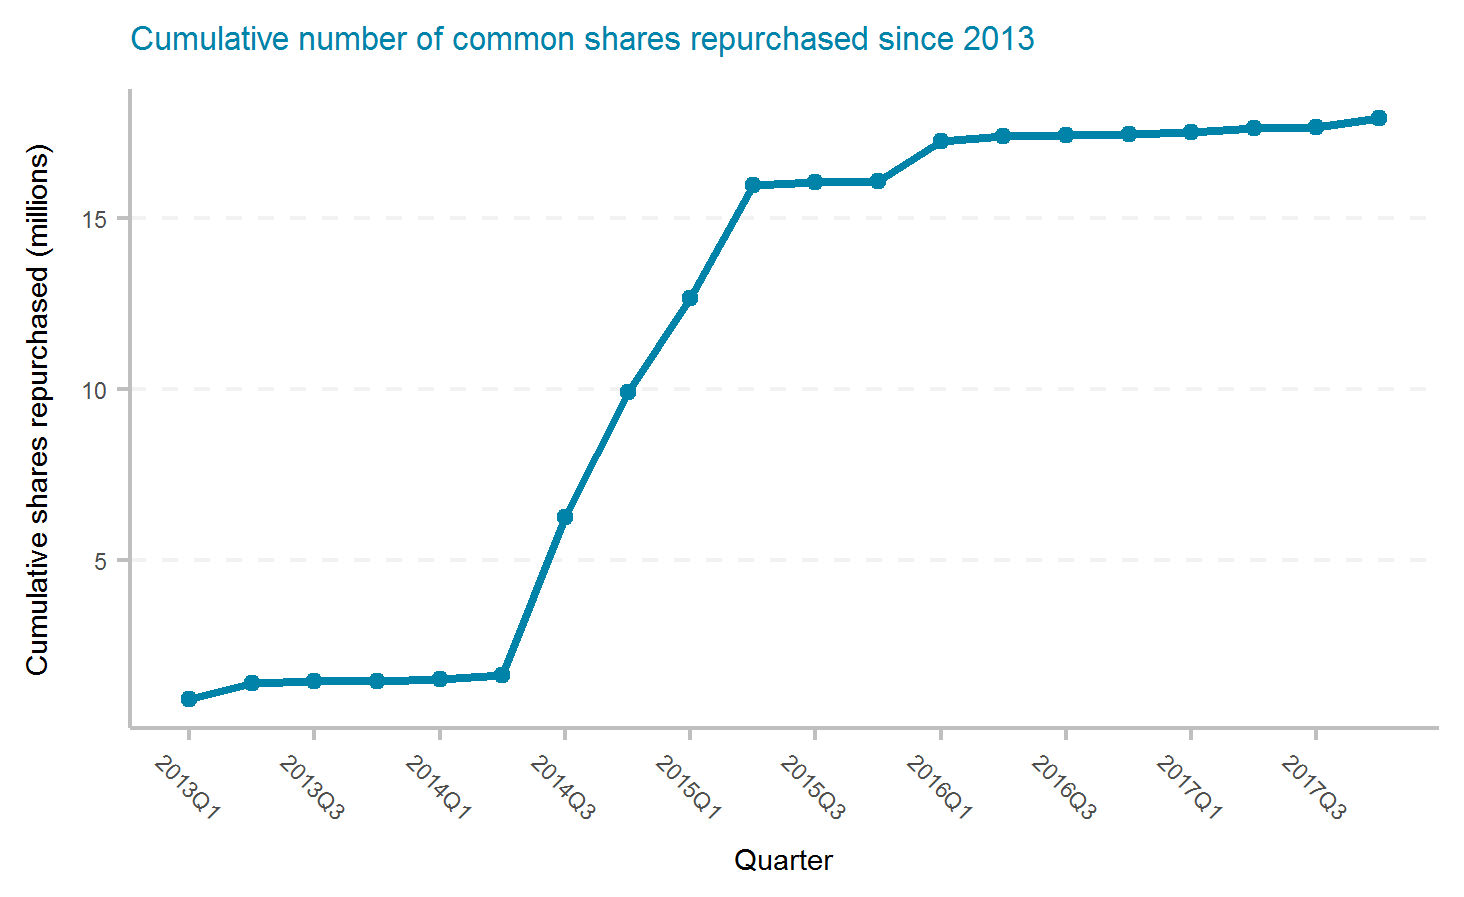 Cumulative number of common shares repurchased since 2013
Cumulative shares repurchased (millions)
15
10
5
2013Q1
2013Q3
2014Q1
2014Q3
2015Q1
2015Q3
2016Q1
2016Q3
2017Q1
2017Q3
Quarter